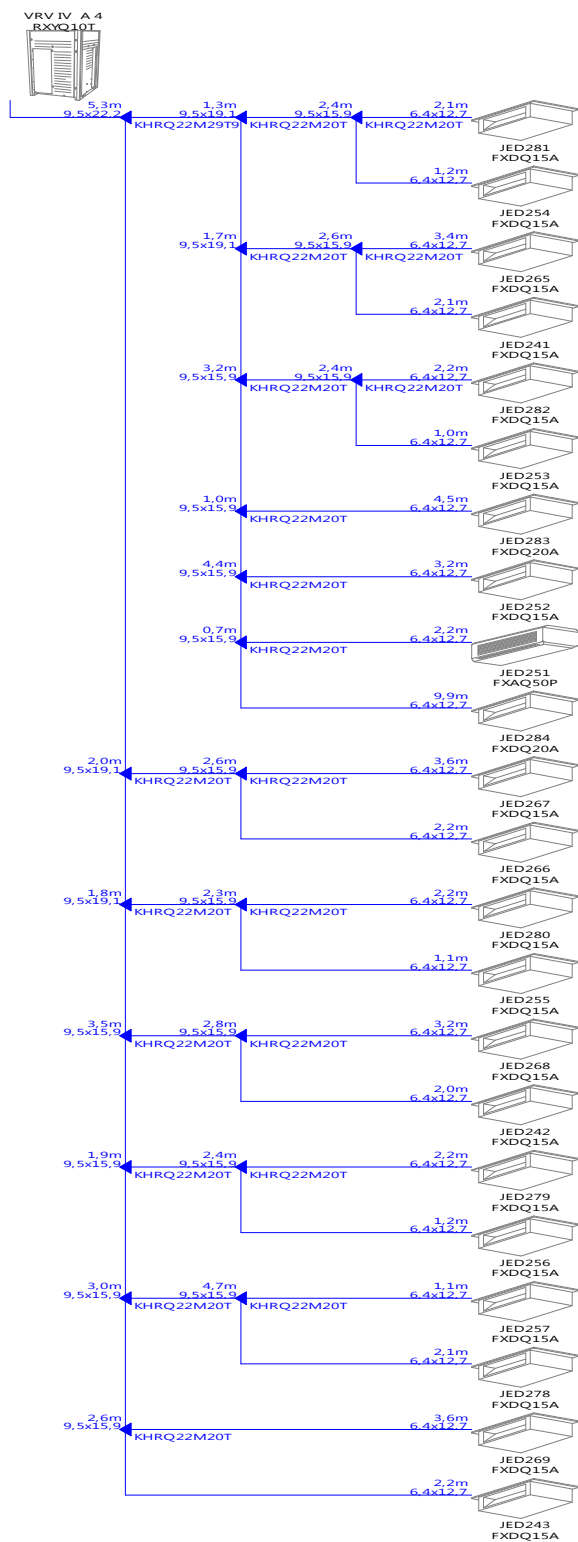 VRV IV A 4
RXYQ10T
5,3m 1,3m 2,4m 2,1m
9,5x22,2 9,5x19,1 9,5x15,9 6,4x12,7
KHRQ22M29T9 KHRQ22M20T KHRQ22M20T
JED281
FXDQ15A
1,2m
6,4x12,7
JED254
FXDQ15A
1,7m 2,6m 3,4m
9,5x19,1 9,5x15,9 6,4x12,7
KHRQ22M20T KHRQ22M20T
JED265
FXDQ15A
2,1m
6,4x12,7
JED241
FXDQ15A
3,2m 2,4m 2,2m
9,5x15,9 9,5x15,9 6,4x12,7
KHRQ22M20T KHRQ22M20T
JED282
FXDQ15A
1,0m
6,4x12,7
JED253
FXDQ15A
1,0m 4,5m
9,5x15,9 6,4x12,7
KHRQ22M20T
JED283
FXDQ20A
4,4m 3,2m
9,5x15,9 6,4x12,7
KHRQ22M20T
JED252
FXDQ15A
0,7m 2,2m
9,5x15,9 6,4x12,7
KHRQ22M20T
JED251
FXAQ50P
9,9m
6,4x12,7
JED284
FXDQ20A
2,0m 2,6m 3,6m
9,5x19,1 9,5x15,9 6,4x12,7
KHRQ22M20T KHRQ22M20T
JED267
FXDQ15A
2,2m
6,4x12,7
JED266
FXDQ15A
1,8m 2,3m 2,2m
9,5x19,1 9,5x15,9 6,4x12,7
KHRQ22M20T KHRQ22M20T
JED280
FXDQ15A
1,1m
6,4x12,7
JED255
FXDQ15A
3,5m 2,8m 3,2m
9,5x15,9 9,5x15,9 6,4x12,7
KHRQ22M20T KHRQ22M20T
JED268
FXDQ15A
2,0m
6,4x12,7
JED242
FXDQ15A
1,9m 2,4m 2,2m
9,5x15,9 9,5x15,9 6,4x12,7
KHRQ22M20T KHRQ22M20T
JED279
FXDQ15A
1,2m
6,4x12,7
JED256
FXDQ15A
3,0m 4,7m 1,1m
9,5x15,9 9,5x15,9 6,4x12,7
KHRQ22M20T KHRQ22M20T
JED257
FXDQ15A
2,1m
6,4x12,7
JED278
FXDQ15A
2,6m 3,6m
9,5x15,9 6,4x12,7
KHRQ22M20T
JED269
FXDQ15A
2,2m
6,4x12,7
JED243
FXDQ15A